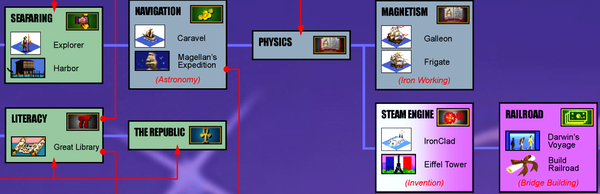 SEAFARING
Explorer
Harbor
NAVIGATION
Caravel
Magellan's
Expedition
(Astronomy)
PHYSICS
MAGNETISM
Galleon
Frigate
(Iron Working)
LITERACY
Great Library
THE REPUBLIC
STEAM ENGINE
IronClad
Eiffel Tower
(Invention)
RAILROAD
Darwin's
Voyage
Build
Railroad
(Bridge Building)